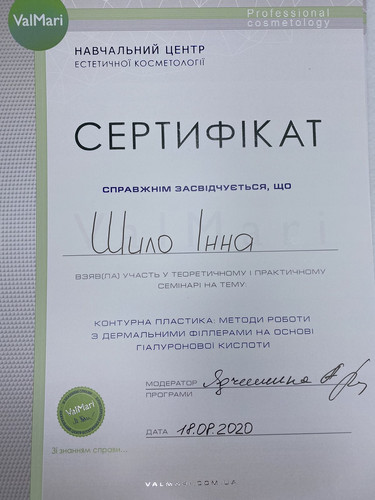 ValMari
Professional
cosmetology
НАВЧАЛЬНИЙ ЦЕНТР
ЕСТЕТИЧНОЇ КОСМЕТОЛОГІЇ
СЕРТИФІКАТ
СПРАВЖНІМ ЗАСВІДЧУЄТЬСЯ, ЩО
ValMari
Шило Інна
ВЗЯВ(ЛА) УЧАСТЬ У ТЕОРЕТИЧНОМУ І ПРАКТИЧНОМУ
СЕМІНАРІ НА ТЕМУ:
КОНТУРНА ПЛАСТИКА: МЕТОДИ РОБОТИ
З ДЕРМАЛЬНИМИ ФІЛЛЕРАМИ НА ОСНОВІ
ГІАЛУРОНОВОЇ КИСЛОТИ
МОДЕРАТОР
ПРОГРАМИ
ValMari
ДАТА 18.08.2020
Зі знанням справи...
VALMARI.COM.UA